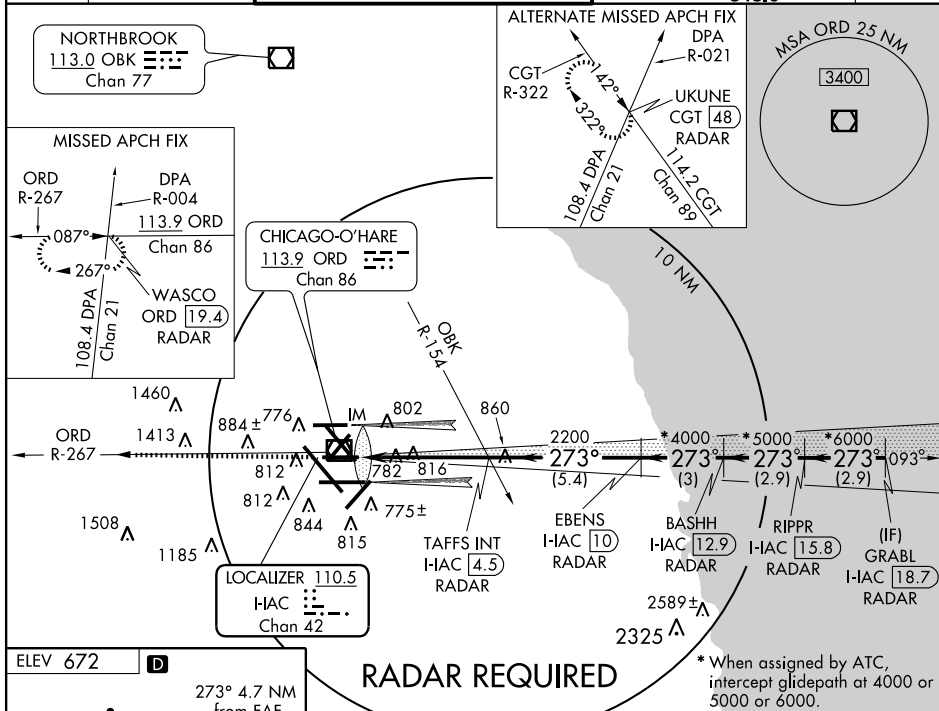 NORTHBROOK
113.0 OBK
Chan 77
ALTERNATE MISSED APCH FIX
DPA
R-021
CGT
R-322
142°
322°
UKUNE
CGT 48
RADAR
108.4 DPA
Chan 21
114.2 CGT
Chan 89
MSA ORD 25 NM
3400
MISSED APCH FIX
ORD
R-267
DPA
R-004
113.9 ORD
Chan 86
087°
267°
WASCO
ORD 19.4
RADAR
108.4 DPA
Chan 21
CHICAGO-O'HARE
113.9 ORD
Chan 86
10 NM
OBK
R-154
1460
1413
884±
776
IM
802
860
2200
*4000
*5000
*6000
ORD
R-267
812
782
816
273°
273°
273°
273°
093°
(5.4)
(3)
(2.9)
(2.9)
812
844
815
775±
1508
1185
TAFFS INT
I-IAC 4.5
RADAR
EBENS
I-IAC 10
RADAR
BASHH
I-IAC 12.9
RADAR
RIPPR
I-IAC 15.8
RADAR
(IF)
GRABL
I-IAC 18.7
RADAR
LOCALIZER 110.5
I-IAC
Chan 42
2589±
2325
RADAR REQUIRED
* When assigned by ATC,
intercept glidepath at 4000 or
5000 or 6000.
ELEV 672
D
273° 4.7 NM
from FAF